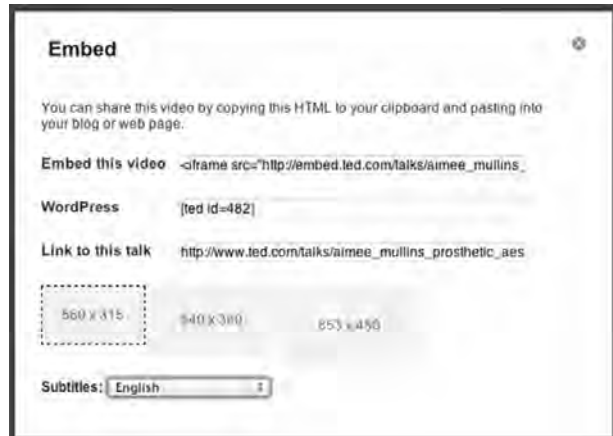 Embed
You can share this video by copying this HTML to your clipboard and pasting into
your blog or web page.
Embed this video <iframe src="http://embed.ted.com/talks/aimee_mullins_
WordPress [ted id=482]
Link to this talk http://www.ted.com/talks/aimee_mullins_prosthetic_aes
560 x 315 640 x 360 853 x 480
Subtitles: English